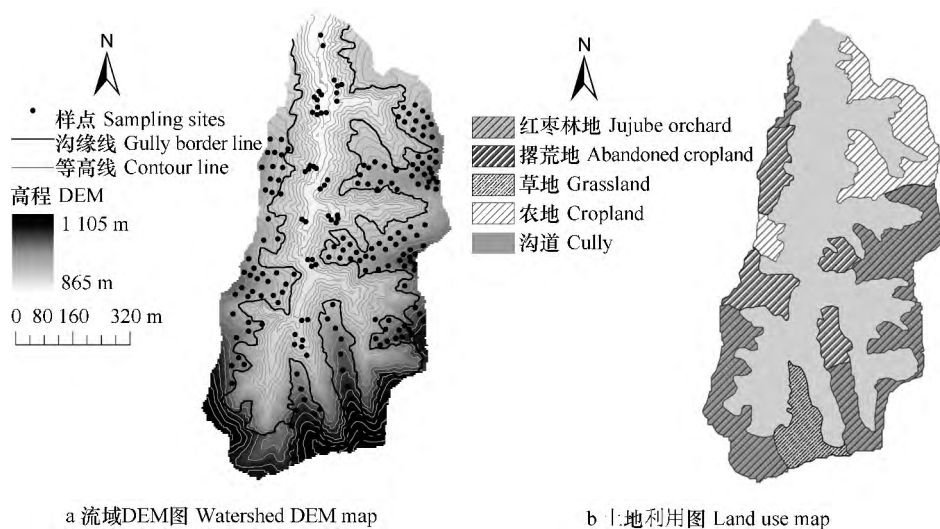 N
样点 Sampling sites
沟缘线 Gully border line
等高线 Contour line
高程 DEM
1 105 m
865 m
0 80 160 320 m
a 流域DEM图 Watershed DEM map
N
红枣林地 Jujube orchard
撂荒地 Abandoned cropland
草地 Grassland
农地 Cropland
沟道 Cully
b 土地利用图 Land use map